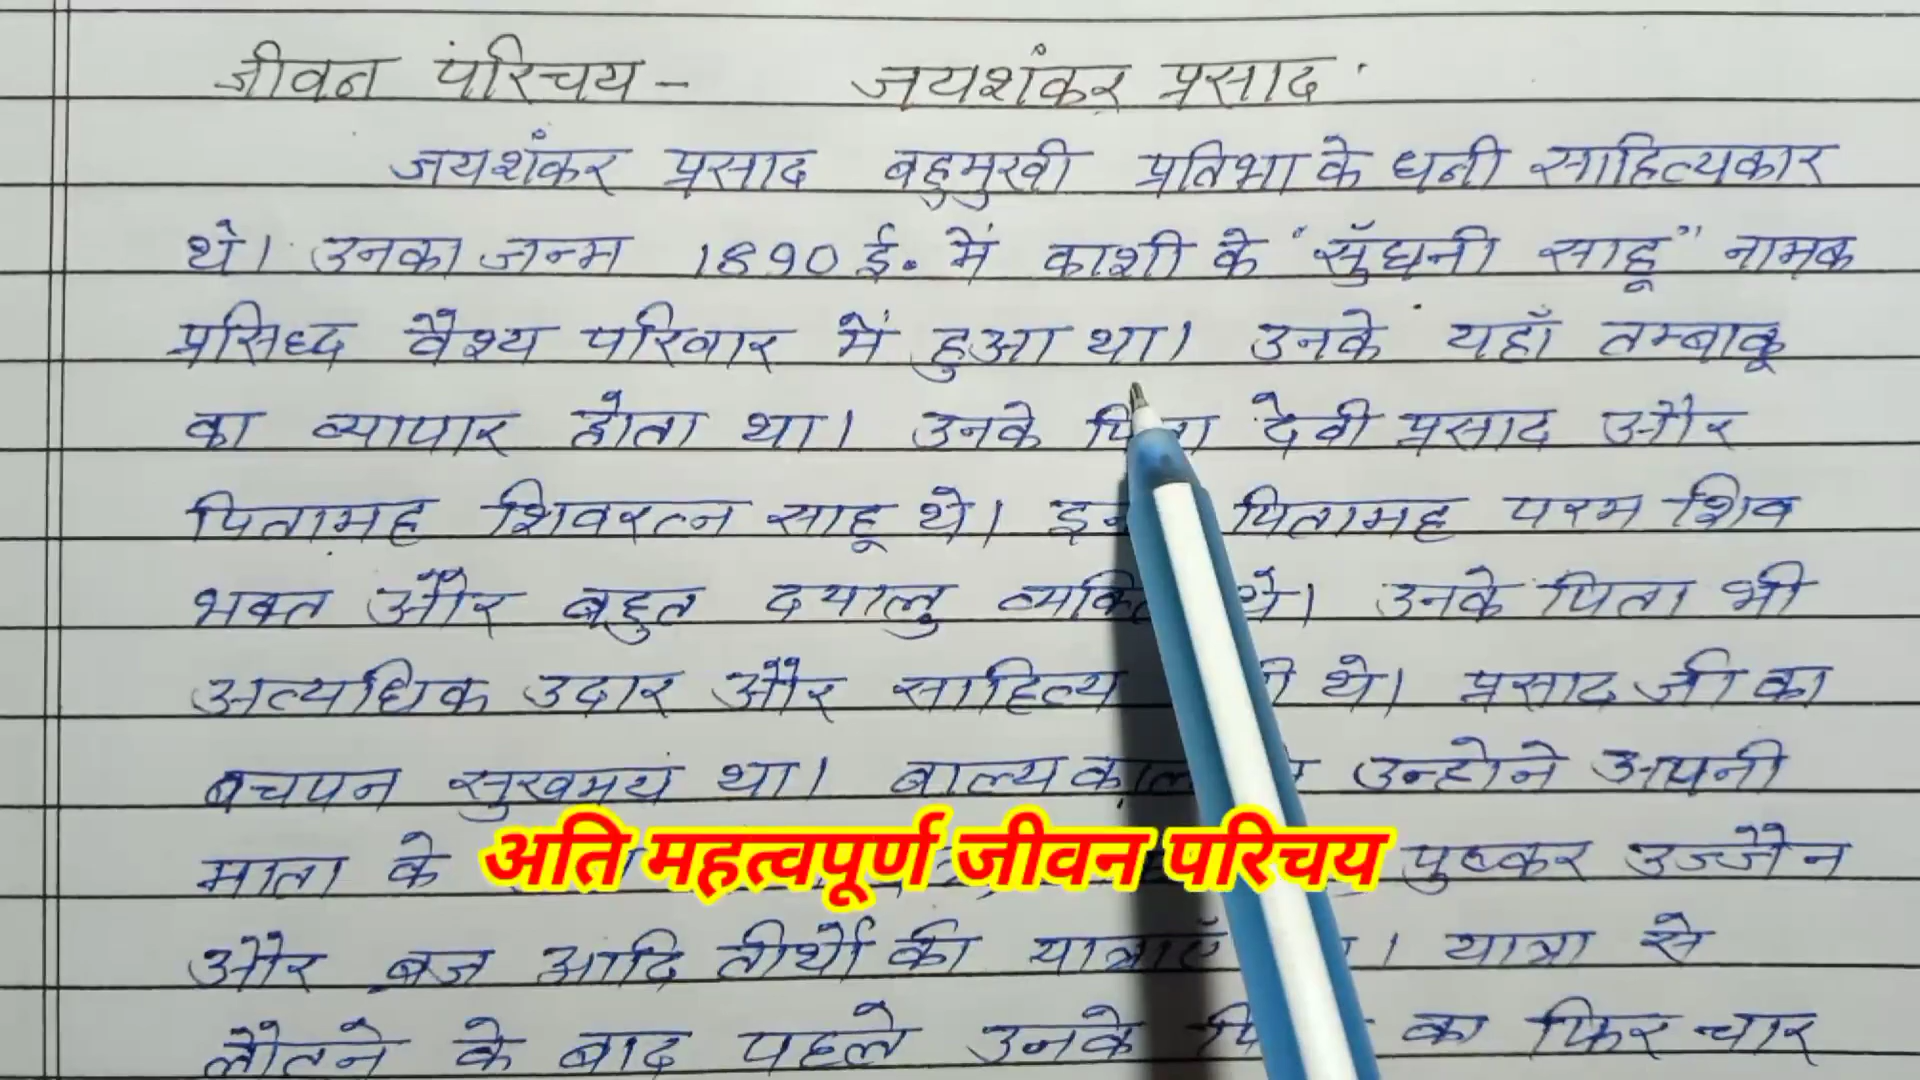 जीवन परिचय - जयशंकर प्रसाद
जयशंकर प्रसाद बहुमुखी प्रतिभा के धनी साहित्यकार
थे। उनका जन्म 1890 ई. में काशी के "सुँघनी साहू" नामक
प्रसिध्द वैश्य परिवार में हुआ था। उनके यहाँ तम्बाकू
का व्यापार होता था। उनके पिता देवी प्रसाद और
पितामह शिवरत्न साहू थे। पितामह परम शिव
भक्त और बहुत दयालु व्यक्ति थे। उनके पिता भी
अत्यधिक उदार और साहित्य थे। प्रसाद जी का
बचपन सुखमय था। बाल्यकाल उन्होने अपनी
माता के पुष्कर उज्जैन
अति महत्वपूर्ण जीवन परिचय
और ब्रज आदि तीर्थों की यात्राएँ । यात्रा से
लौतने के बाद पहले उनके का फिर चार